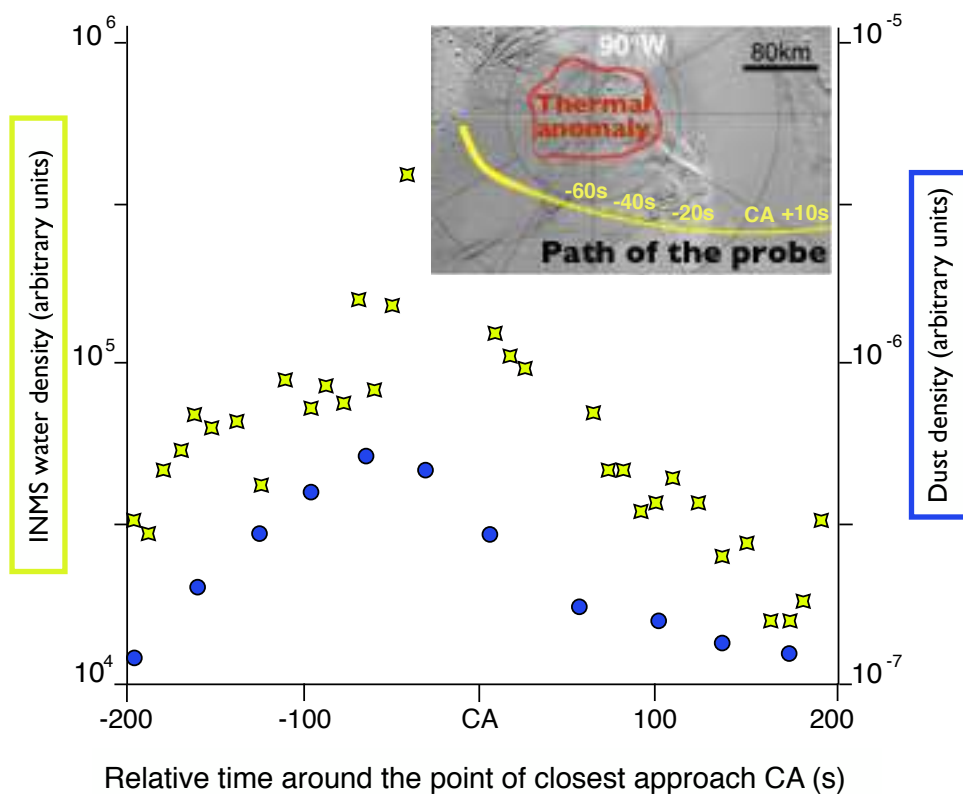 10^6
10^5
10^4
INMS water density (arbitrary units)
90°W
80km
Thermal
anomaly
-60s
-40s
-20s
CA +10s
Path of the probe
10^-5
10^-6
10^-7
Dust density (arbitrary units)
-200
-100
CA
100
200
Relative time around the point of closest approach CA (s)